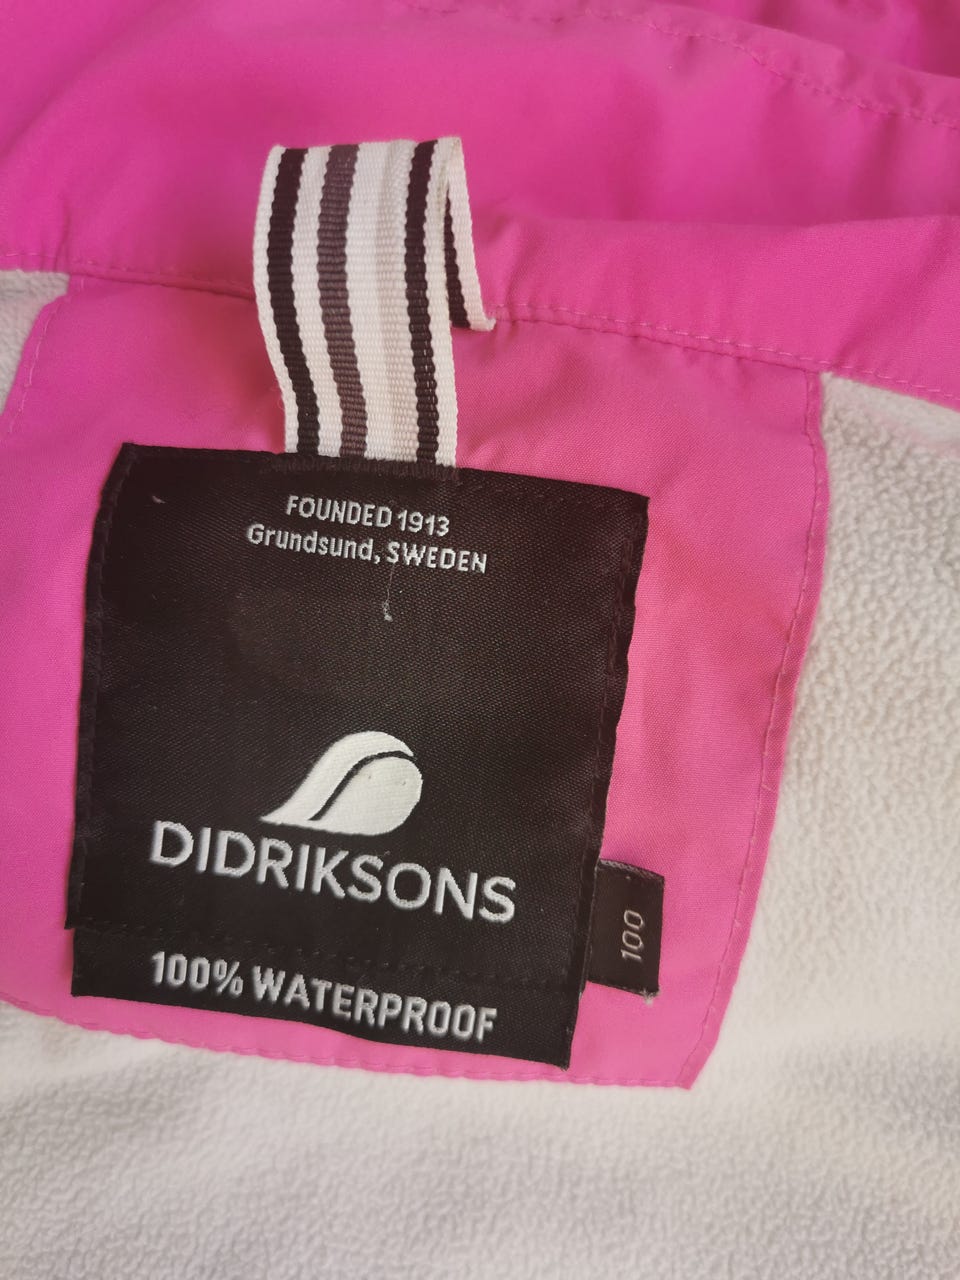 FOUNDED 1913
Grundsund, SWEDEN
DIDRIKSONS
100% WATERPROOF
100